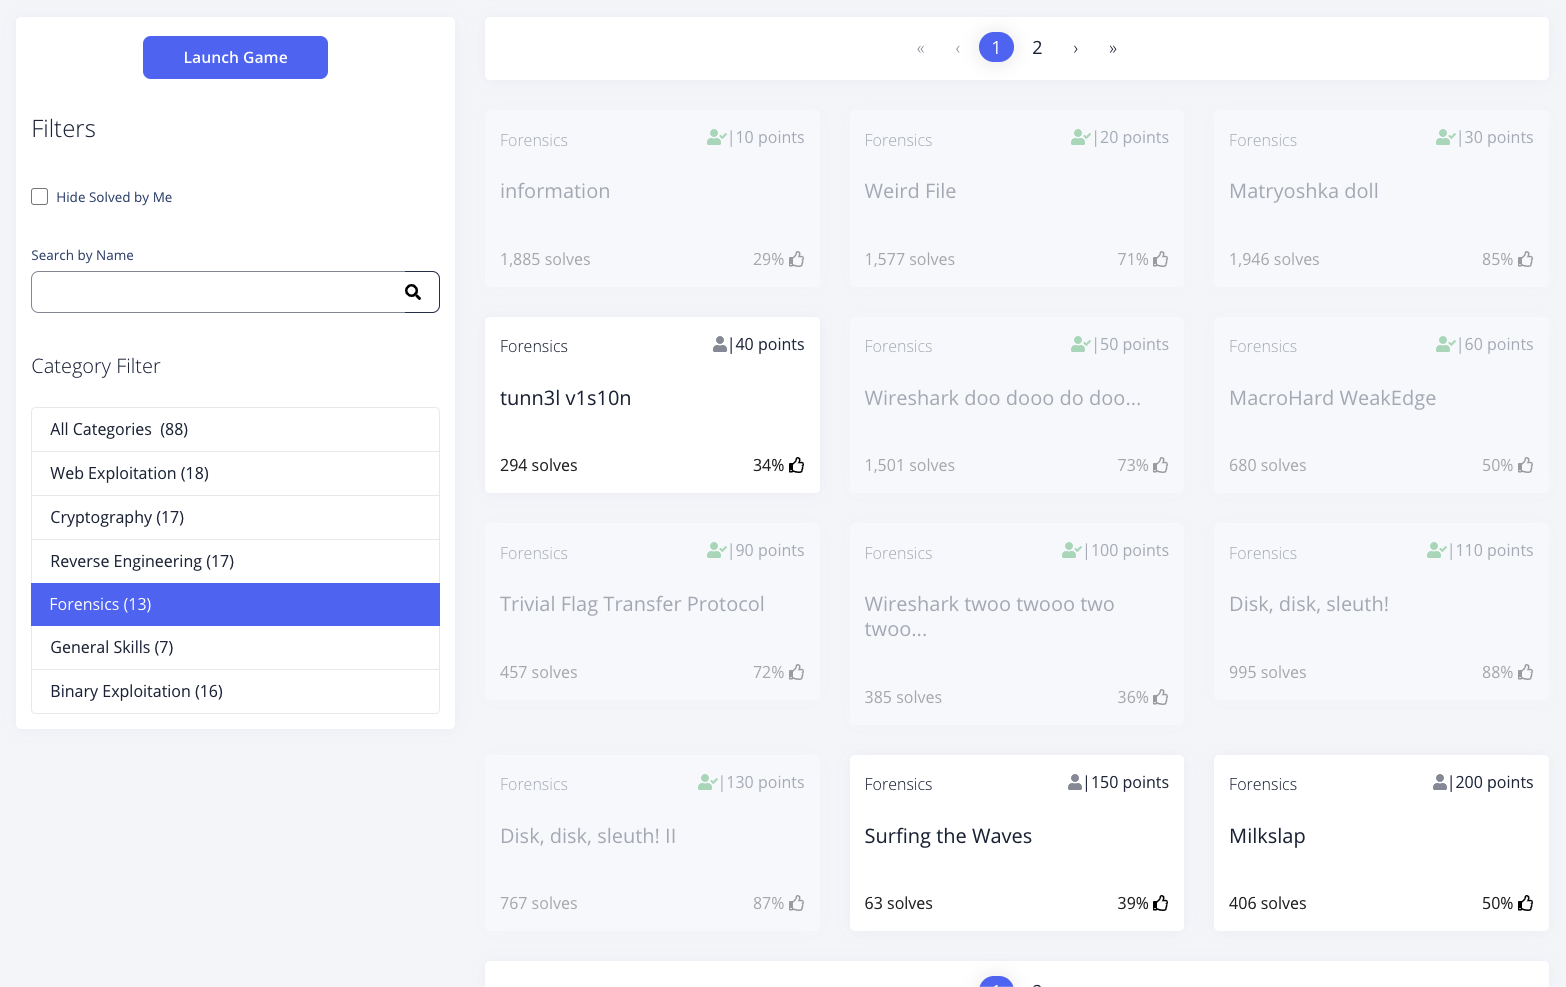 Launch Game
Filters
Hide Solved by Me
Search by Name
Category Filter
All Categories (88)
Web Exploitation (18)
Cryptography (17)
Reverse Engineering (17)
Forensics (13)
General Skills (7)
Binary Exploitation (16)
« ‹ 1 2 › »
Forensics |10 points
information
1,885 solves 29%
Forensics |20 points
Weird File
1,577 solves 71%
Forensics |30 points
Matryoshka doll
1,946 solves 85%
Forensics |40 points
tunn3l v1s10n
294 solves 34%
Forensics |50 points
Wireshark doo dooo do doo...
1,501 solves 73%
Forensics |60 points
MacroHard WeakEdge
680 solves 50%
Forensics |90 points
Trivial Flag Transfer Protocol
457 solves 72%
Forensics |100 points
Wireshark twoo twooo two
twoo...
385 solves 36%
Forensics |110 points
Disk, disk, sleuth!
995 solves 88%
Forensics |130 points
Disk, disk, sleuth! II
767 solves 87%
Forensics |150 points
Surfing the Waves
63 solves 39%
Forensics |200 points
Milkslap
406 solves 50%